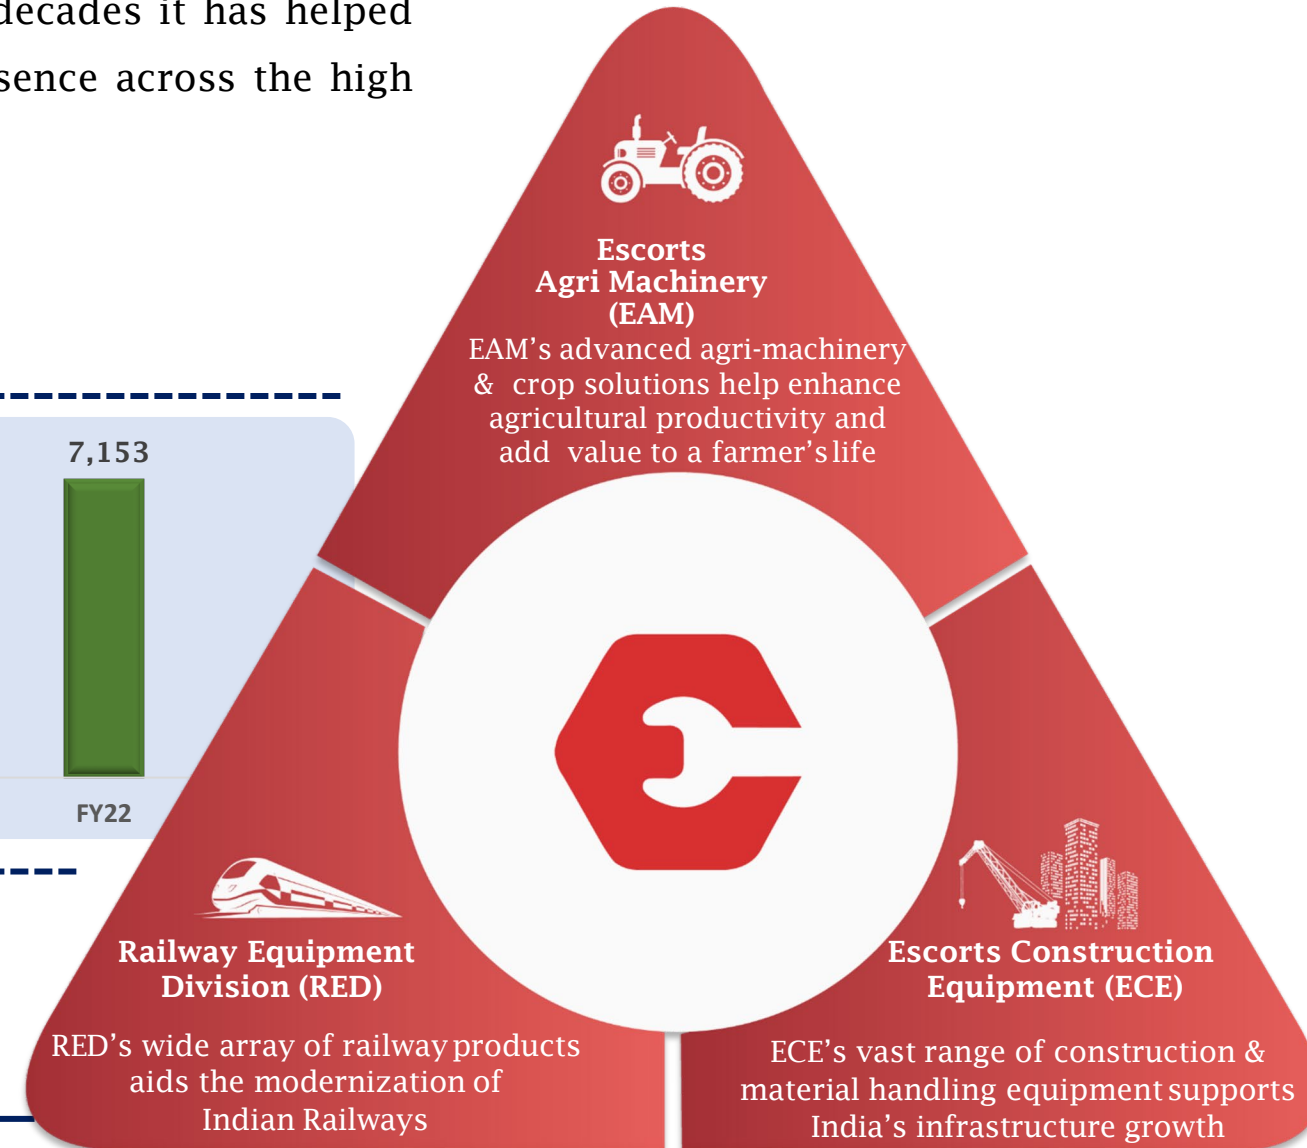 decades it has helped
sence across the high
Escorts
Agri Machinery
(EAM)
EAM’s advanced agri-machinery
& crop solutions help enhance
agricultural productivity and
add value to a farmer’s life
7,153
FY22
Railway Equipment
Division (RED)
RED’s wide array of railway products
aids the modernization of
Indian Railways
Escorts Construction
Equipment (ECE)
ECE’s vast range of construction &
material handling equipment supports
India’s infrastructure growth